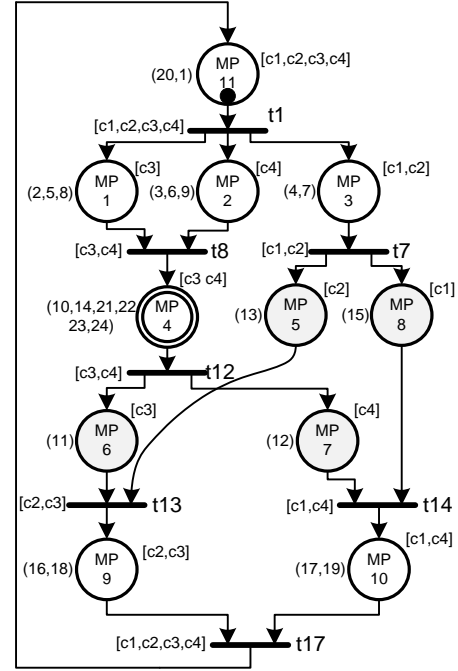 MP
11
(20,1)
[c1,c2,c3,c4]
[c1,c2,c3,c4]
t1
MP
1
(2,5,8)
[c3]
MP
2
(3,6,9)
[c4]
MP
3
(4,7)
[c1,c2]
[c3,c4]
t8
[c1,c2]
t7
MP
4
(10,14,21,22
23,24)
[c3 c4]
MP
5
(13)
[c2]
MP
8
(15)
[c1]
[c3,c4]
t12
MP
6
(11)
[c3]
MP
7
(12)
[c4]
[c2,c3]
t13
[c1,c4]
t14
MP
9
(16,18)
[c2,c3]
MP
10
(17,19)
[c1,c4]
[c1,c2,c3,c4]
t17